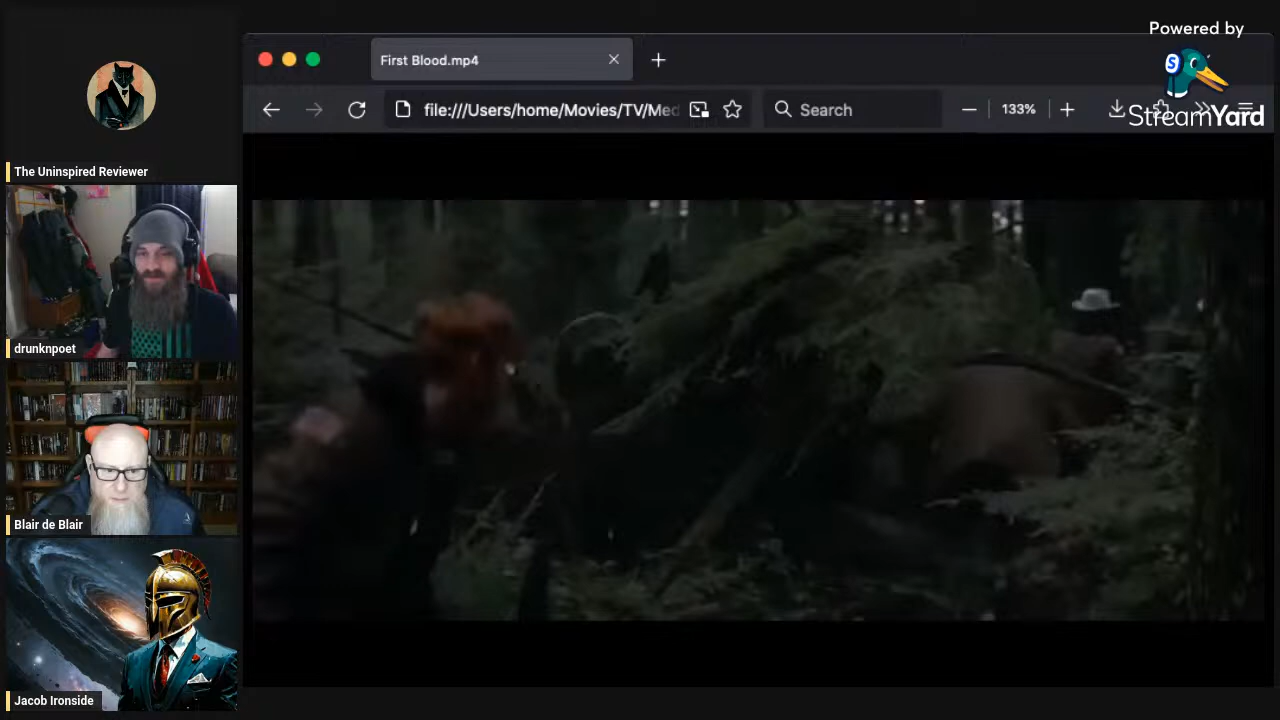 Powered by
StreamYard
First Blood.mp4
file:///Users/home/Movies/TV/Med
Search
133%
The Uninspired Reviewer
drunknpoet
Blair de Blair
Jacob Ironside